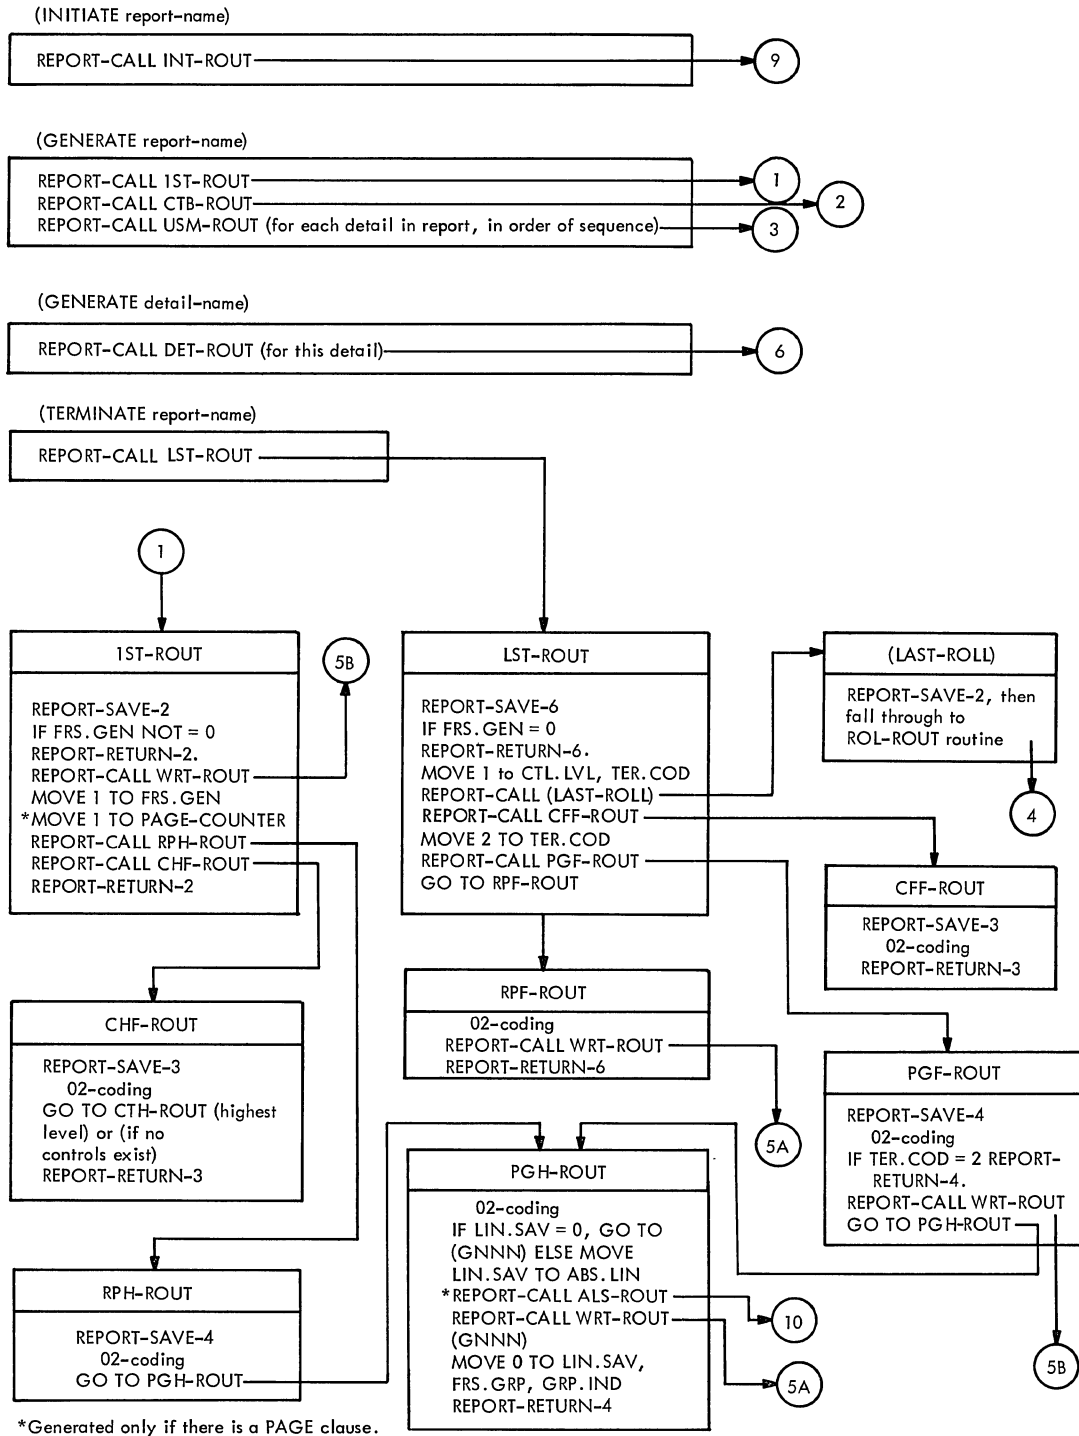 (INITIATE report-name)
REPORT-CALL INT-ROUT
9
(GENERATE report-name)
REPORT-CALL 1ST-ROUT
1
REPORT-CALL CTB-ROUT
2
REPORT-CALL USM-ROUT (for each detail in report, in order of sequence)
3
(GENERATE detail-name)
REPORT-CALL DET-ROUT (for this detail)
6
(TERMINATE report-name)
REPORT-CALL LST-ROUT
1
1ST-ROUT
REPORT-SAVE-2
IF FRS.GEN NOT = 0
REPORT-RETURN-2.
REPORT-CALL WRT-ROUT
MOVE 1 TO FRS.GEN
*MOVE 1 TO PAGE-COUNTER
REPORT-CALL RPH-ROUT
REPORT-CALL CHF-ROUT
REPORT-RETURN-2
5B
LST-ROUT
REPORT-SAVE-6
IF FRS.GEN = 0
REPORT-RETURN-6.
MOVE 1 to CTL.LVL, TER.COD
REPORT-CALL (LAST-ROLL)
REPORT-CALL CFF-ROUT
MOVE 2 TO TER.COD
REPORT-CALL PGF-ROUT
GO TO RPF-ROUT
(LAST-ROLL)
REPORT-SAVE-2, then
fall through to
ROL-ROUT routine
4
CFF-ROUT
REPORT-SAVE-3
02-coding
REPORT-RETURN-3
CHF-ROUT
REPORT-SAVE-3
02-coding
GO TO CTH-ROUT (highest
level) or (if no
controls exist)
REPORT-RETURN-3
RPF-ROUT
02-coding
REPORT-CALL WRT-ROUT
REPORT-RETURN-6
5A
PGF-ROUT
REPORT-SAVE-4
02-coding
IF TER.COD = 2 REPORT-
RETURN-4.
REPORT-CALL WRT-ROUT
GO TO PGH-ROUT
5B
RPH-ROUT
REPORT-SAVE-4
02-coding
GO TO PGH-ROUT
PGH-ROUT
02-coding
IF LIN.SAV = 0, GO TO
(GNNN) ELSE MOVE
LIN.SAV TO ABS.LIN
*REPORT-CALL ALS-ROUT
REPORT-CALL WRT-ROUT
(GNNN)
MOVE 0 TO LIN.SAV,
FRS.GRP, GRP.IND
REPORT-RETURN-4
10
5A
*Generated only if there is a PAGE clause.